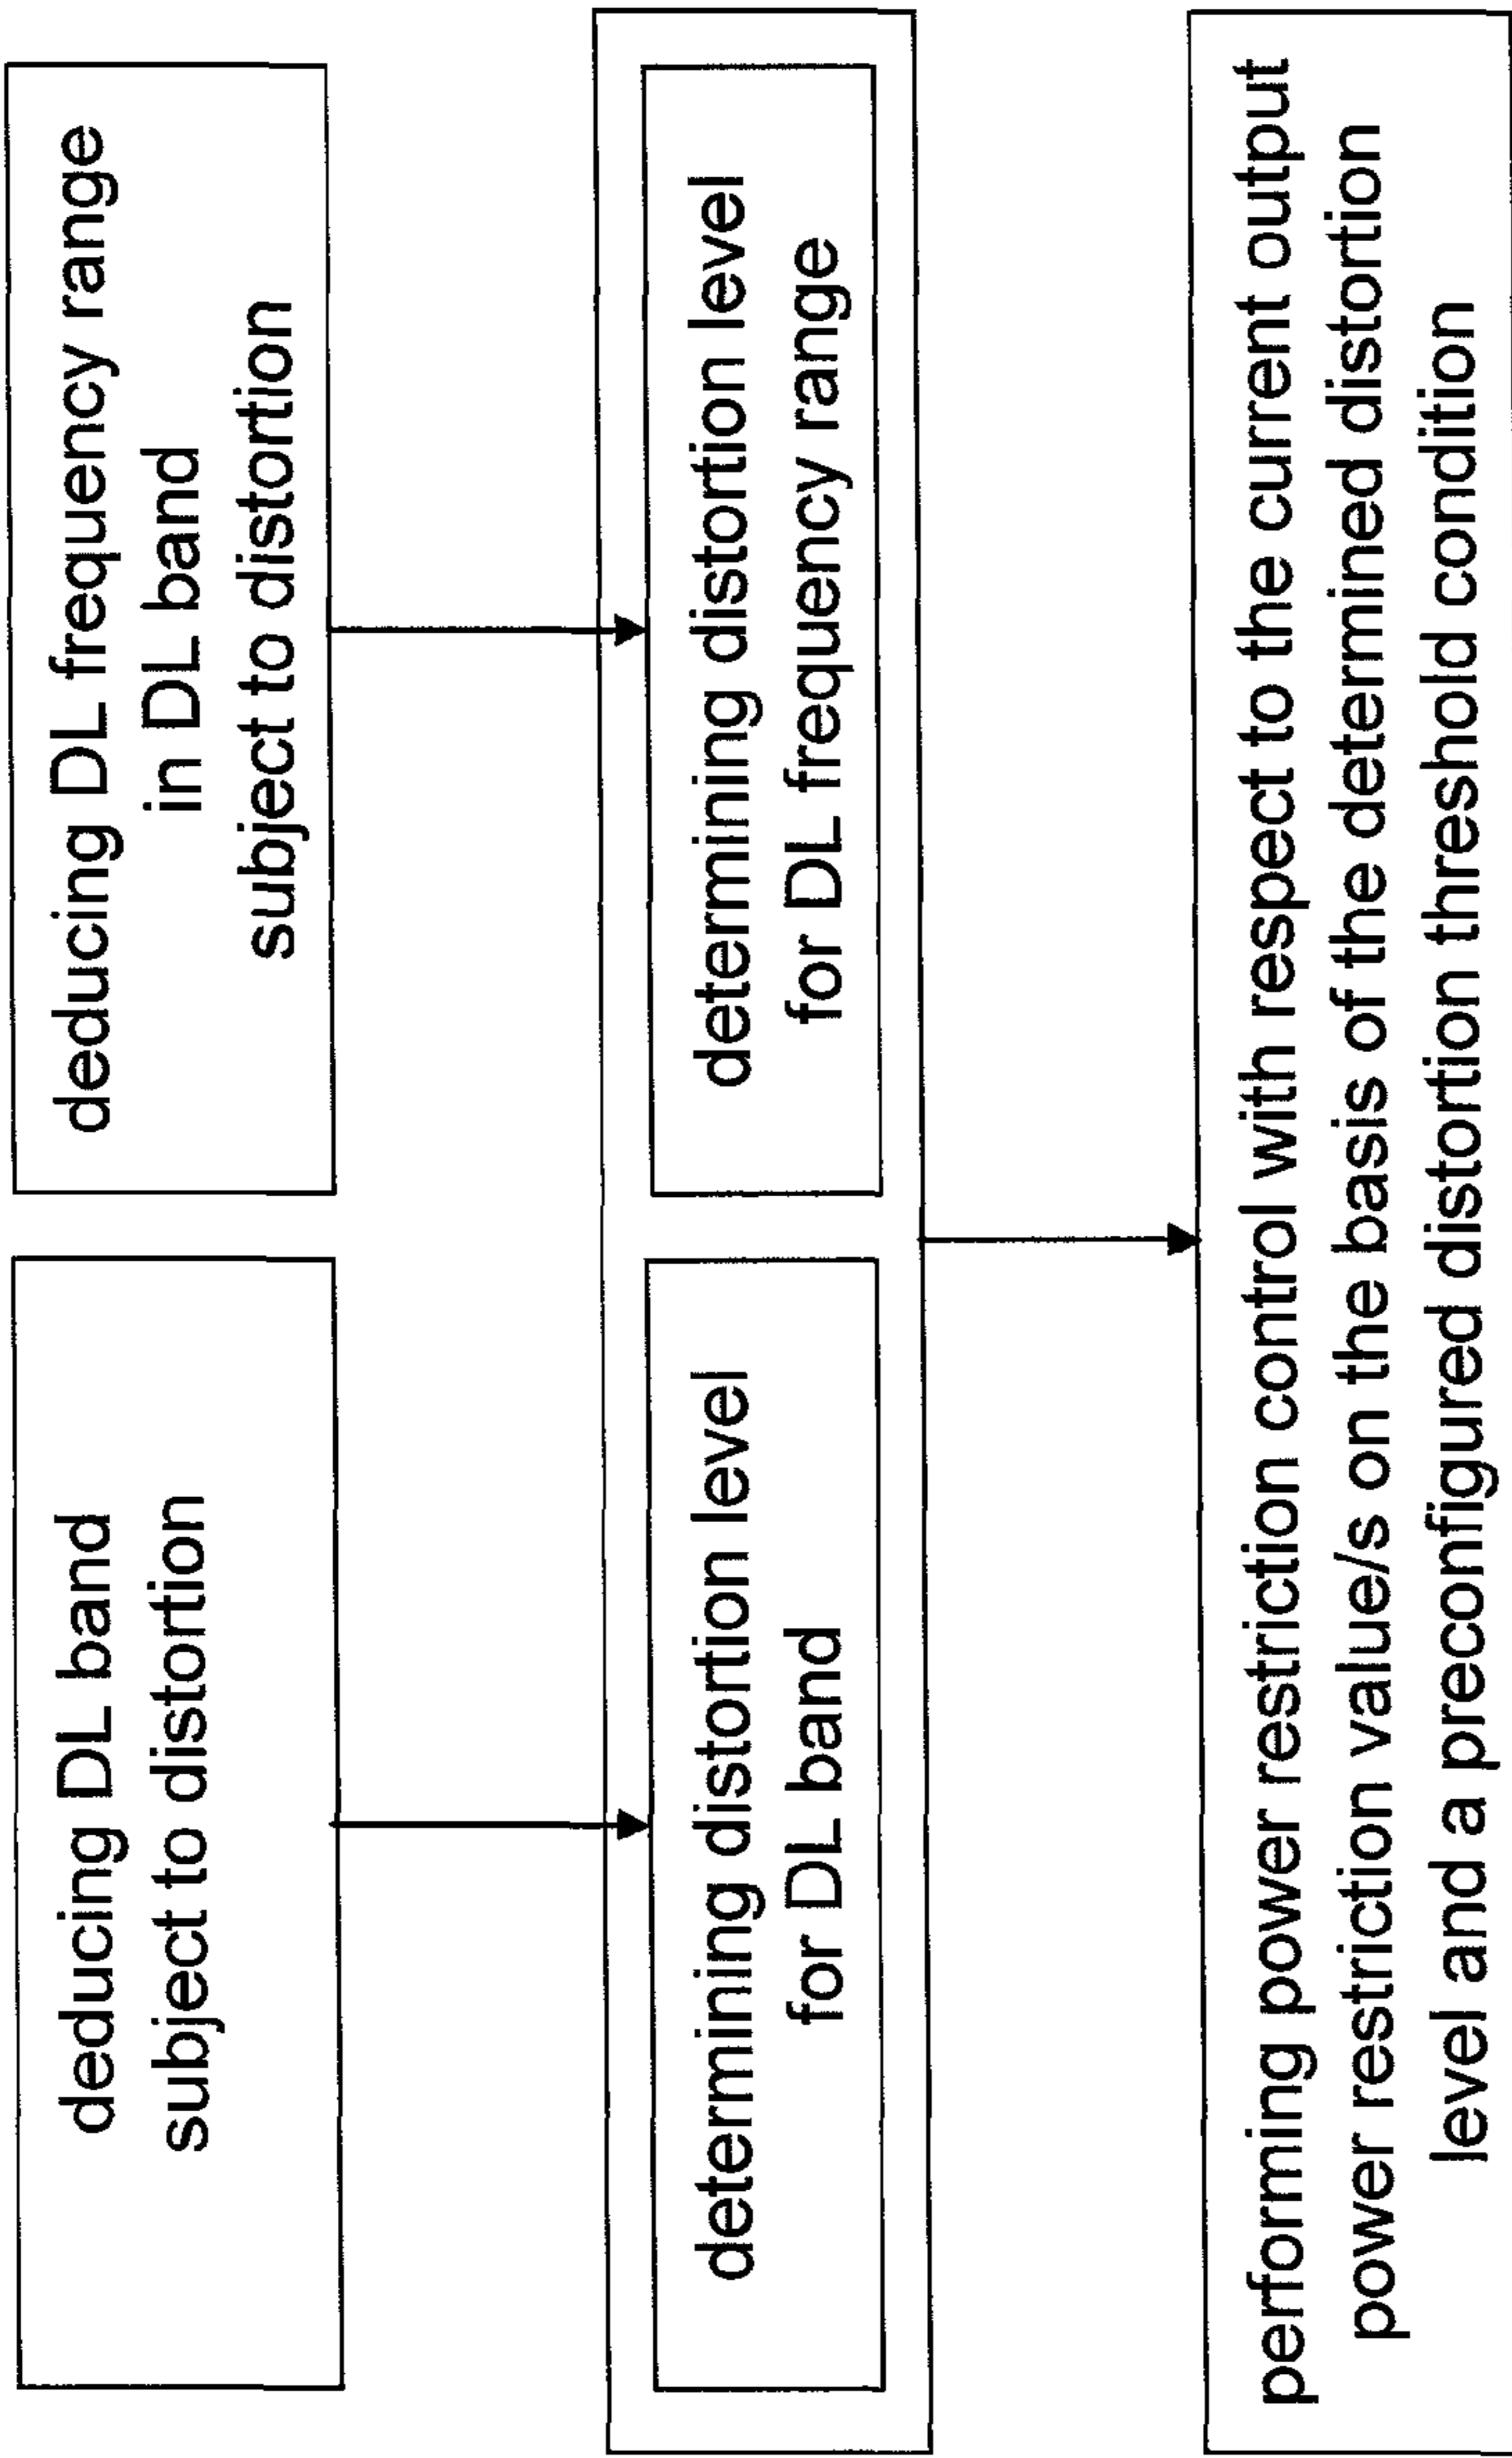 deducing DL band
subject to distortion
deducing DL frequency range
in DL band
subject to distortion
determining distortion level
for DL band
determining distortion level
for DL frequency range
performing power restriction control with respect to the current output
power restriction value/s on the basis of the determined distortion
level and a preconfigured distortion threshold condition